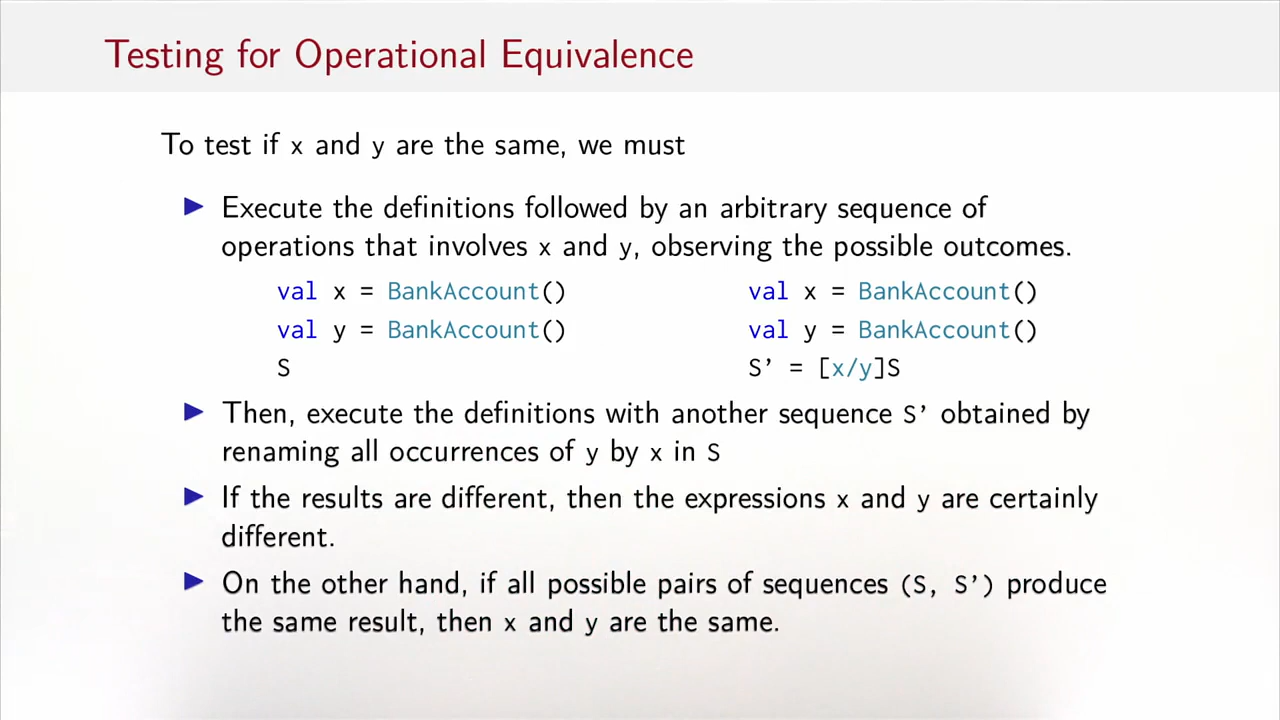 Testing for Operational Equivalence
To test if x and y are the same, we must
▶ Execute the definitions followed by an arbitrary sequence of
operations that involves x and y, observing the possible outcomes.
val x = BankAccount() val x = BankAccount()
val y = BankAccount() val y = BankAccount()
S S’ = [x/y]S
▶ Then, execute the definitions with another sequence S’ obtained by
renaming all occurrences of y by x in S
▶ If the results are different, then the expressions x and y are certainly
different.
▶ On the other hand, if all possible pairs of sequences (S, S’) produce
the same result, then x and y are the same.